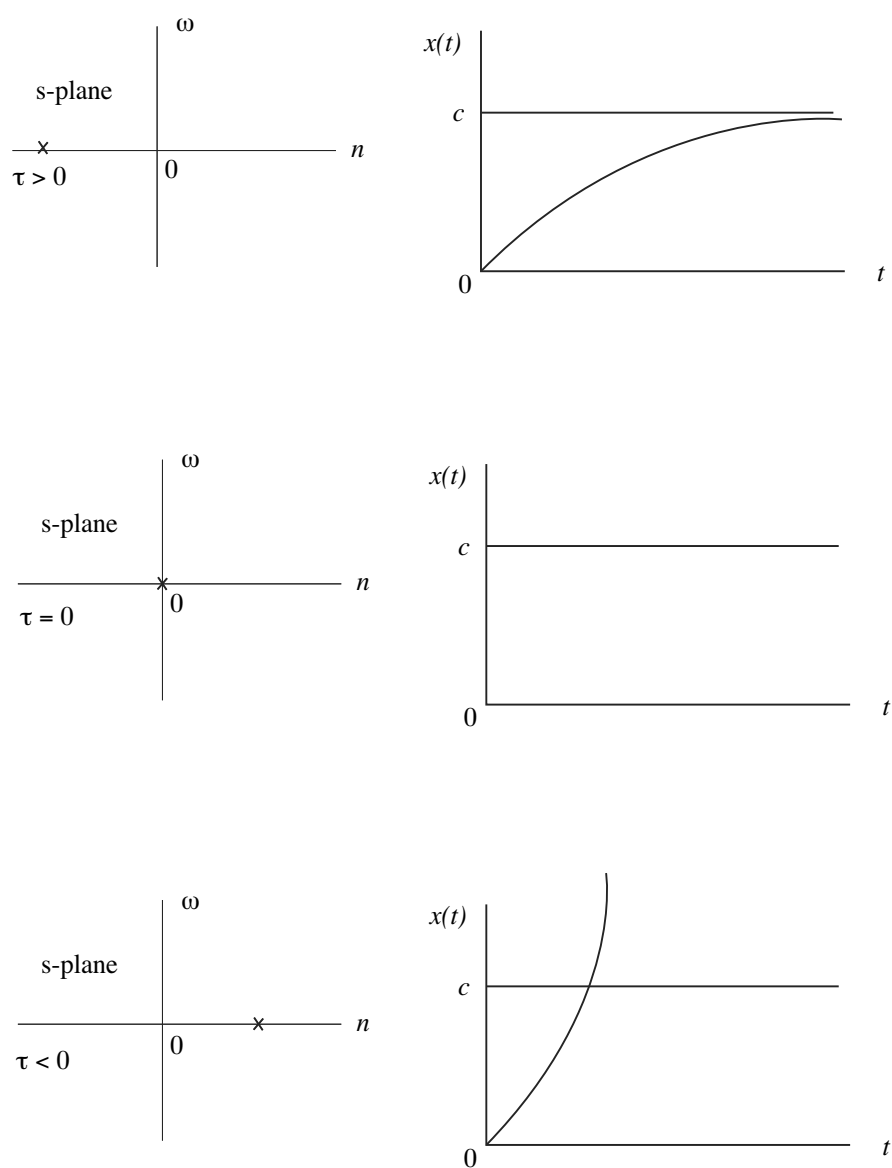 ω
x(t)
s-plane
c
n
τ > 0
0
0
t
ω
x(t)
s-plane
c
n
τ = 0
0
0
t
ω
x(t)
s-plane
c
n
τ < 0
0
0
t